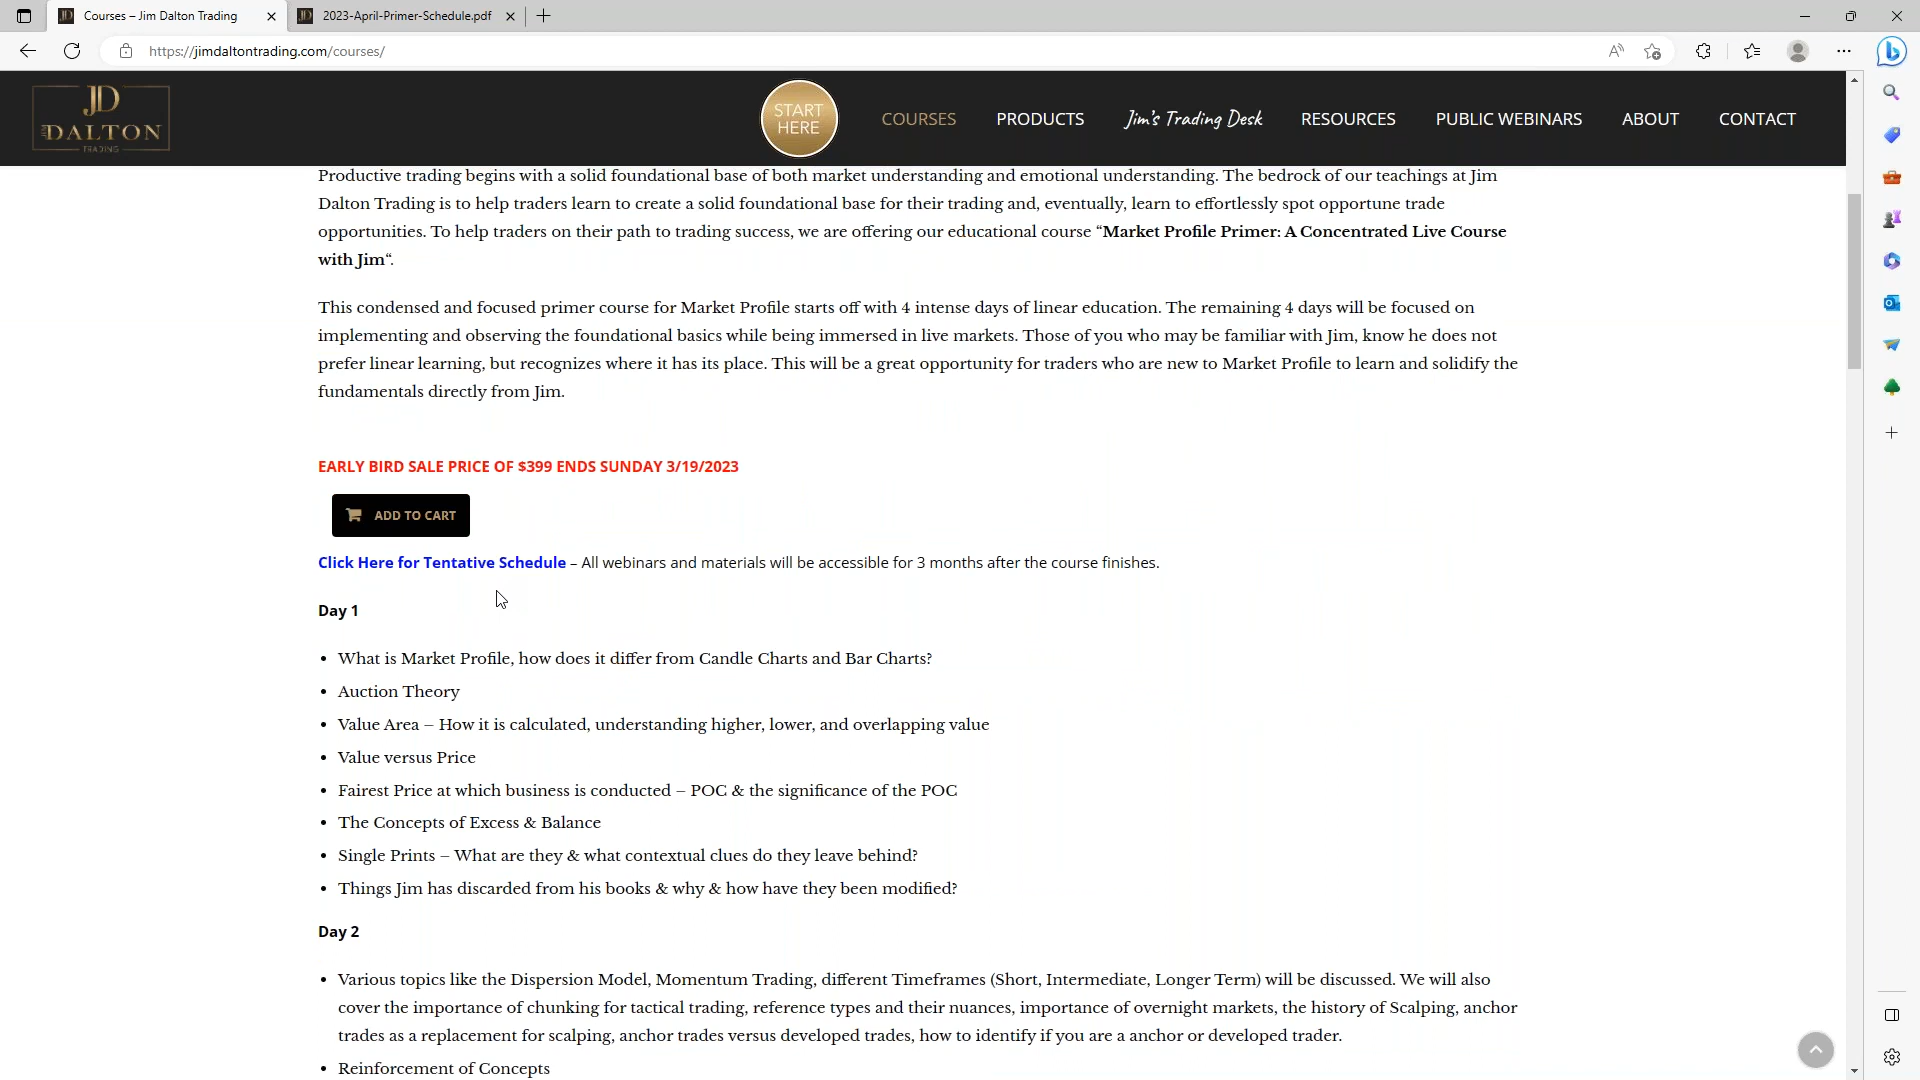 Courses – Jim Dalton Trading
2023-April-Primer-Schedule.pdf
https://jimdaltontrading.com/courses/
JD
DALTON
TRADING
START
HERE
COURSES
PRODUCTS
Jim's Trading Desk
RESOURCES
PUBLIC WEBINARS
ABOUT
CONTACT
Productive trading begins with a solid foundational base of both market understanding and emotional understanding. The bedrock of our teachings at Jim
Dalton Trading is to help traders learn to create a solid foundational base for their trading and, eventually, learn to effortlessly spot opportune trade
opportunities. To help traders on their path to trading success, we are offering our educational course “Market Profile Primer: A Concentrated Live Course
with Jim“.
This condensed and focused primer course for Market Profile starts off with 4 intense days of linear education. The remaining 4 days will be focused on
implementing and observing the foundational basics while being immersed in live markets. Those of you who may be familiar with Jim, know he does not
prefer linear learning, but recognizes where it has its place. This will be a great opportunity for traders who are new to Market Profile to learn and solidify the
fundamentals directly from Jim.
EARLY BIRD SALE PRICE OF $399 ENDS SUNDAY 3/19/2023
ADD TO CART
Click Here for Tentative Schedule – All webinars and materials will be accessible for 3 months after the course finishes.
Day 1
• What is Market Profile, how does it differ from Candle Charts and Bar Charts?
• Auction Theory
• Value Area – How it is calculated, understanding higher, lower, and overlapping value
• Value versus Price
• Fairest Price at which business is conducted – POC & the significance of the POC
• The Concepts of Excess & Balance
• Single Prints – What are they & what contextual clues do they leave behind?
• Things Jim has discarded from his books & why & how have they been modified?
Day 2
• Various topics like the Dispersion Model, Momentum Trading, different Timeframes (Short, Intermediate, Longer Term) will be discussed. We will also
cover the importance of chunking for tactical trading, reference types and their nuances, importance of overnight markets, the history of Scalping, anchor
trades as a replacement for scalping, anchor trades versus developed trades, how to identify if you are a anchor or developed trader.
• Reinforcement of Concepts